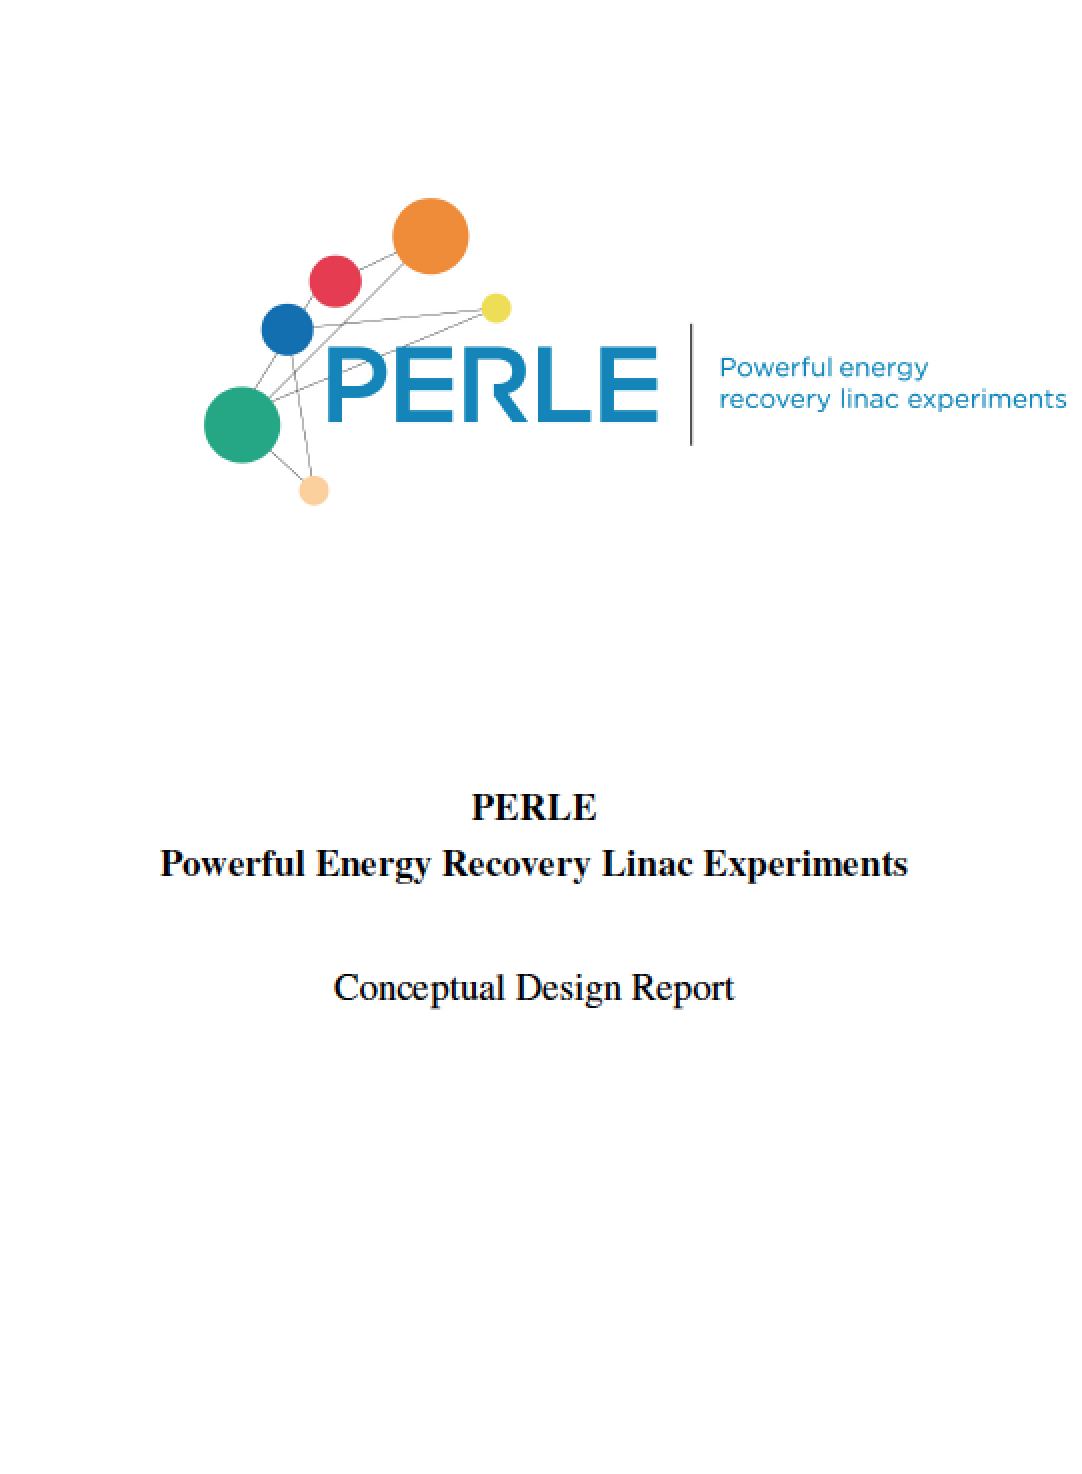 PERLE
Powerful energy
recovery linac experiments
PERLE
Powerful Energy Recovery Linac Experiments
Conceptual Design Report